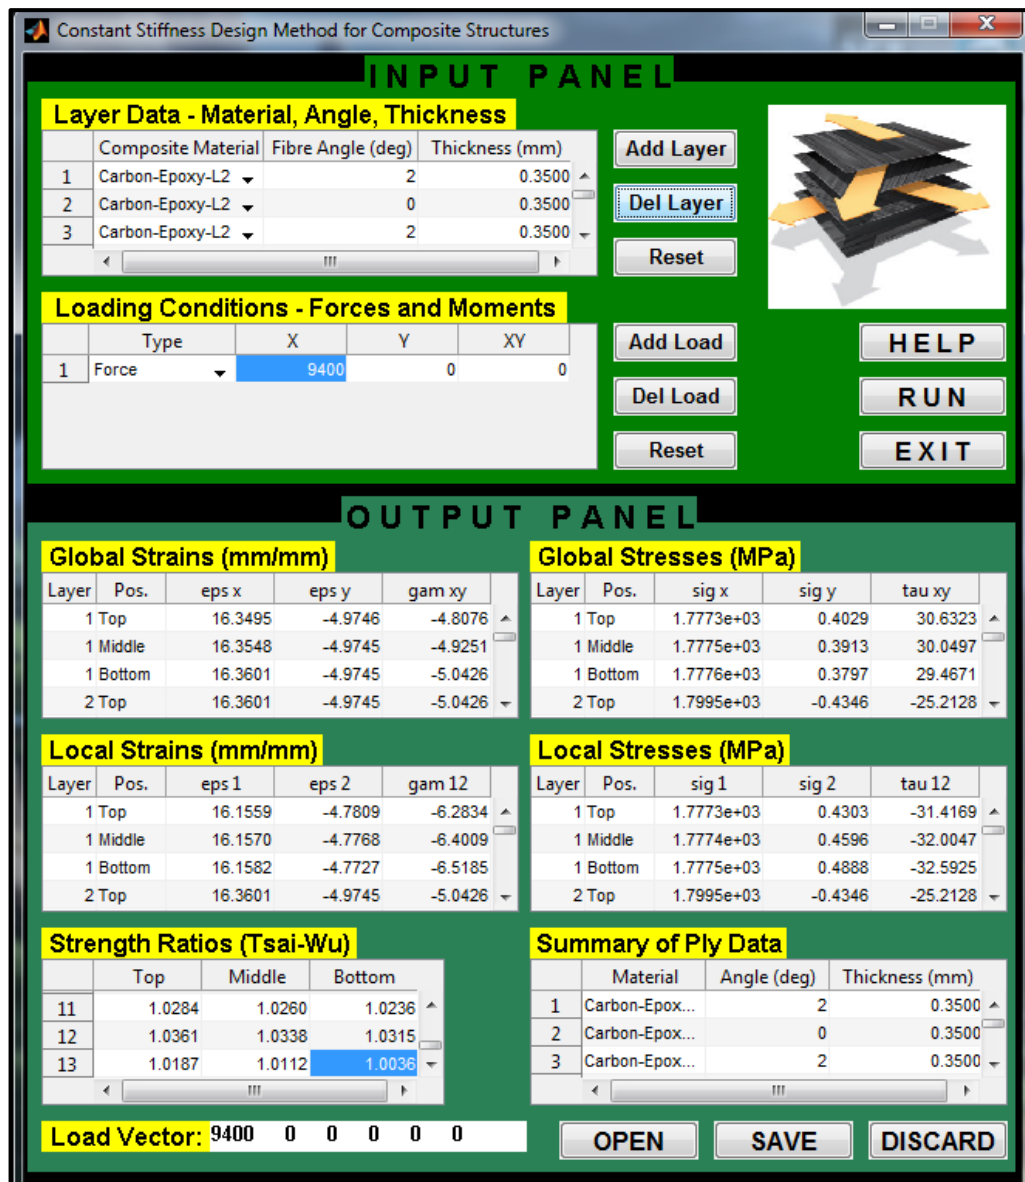 Constant Stiffness Design Method for Composite Structures
INPUT PANEL
Layer Data - Material, Angle, Thickness
Composite Material Fibre Angle (deg) Thickness (mm)
1 Carbon-Epoxy-L2 2 0.3500
2 Carbon-Epoxy-L2 0 0.3500
3 Carbon-Epoxy-L2 2 0.3500
Add Layer
Del Layer
Reset
Loading Conditions - Forces and Moments
Type X Y XY
1 Force 9400 0 0
Add Load
Del Load
Reset
HELP
RUN
EXIT
OUTPUT PANEL
Global Strains (mm/mm)
Layer Pos. eps x eps y gam xy
1 Top 16.3495 -4.9746 -4.8076
1 Middle 16.3548 -4.9745 -4.9251
1 Bottom 16.3601 -4.9745 -5.0426
2 Top 16.3601 -4.9745 -5.0426
Global Stresses (MPa)
Layer Pos. sig x sig y tau xy
1 Top 1.7773e+03 0.4029 30.6323
1 Middle 1.7775e+03 0.3913 30.0497
1 Bottom 1.7776e+03 0.3797 29.4671
2 Top 1.7995e+03 -0.4346 -25.2128
Local Strains (mm/mm)
Layer Pos. eps 1 eps 2 gam 12
1 Top 16.1559 -4.7809 -6.2834
1 Middle 16.1570 -4.7768 -6.4009
1 Bottom 16.1582 -4.7727 -6.5185
2 Top 16.3601 -4.9745 -5.0426
Local Stresses (MPa)
Layer Pos. sig 1 sig 2 tau 12
1 Top 1.7773e+03 0.4303 -31.4169
1 Middle 1.7774e+03 0.4596 -32.0047
1 Bottom 1.7775e+03 0.4888 -32.5925
2 Top 1.7995e+03 -0.4346 -25.2128
Strength Ratios (Tsai-Wu)
Top Middle Bottom
11 1.0284 1.0260 1.0236
12 1.0361 1.0338 1.0315
13 1.0187 1.0112 1.0036
Summary of Ply Data
Material Angle (deg) Thickness (mm)
1 Carbon-Epox... 2 0.3500
2 Carbon-Epox... 0 0.3500
3 Carbon-Epox... 2 0.3500
Load Vector: 9400 0 0 0 0 0
OPEN
SAVE
DISCARD